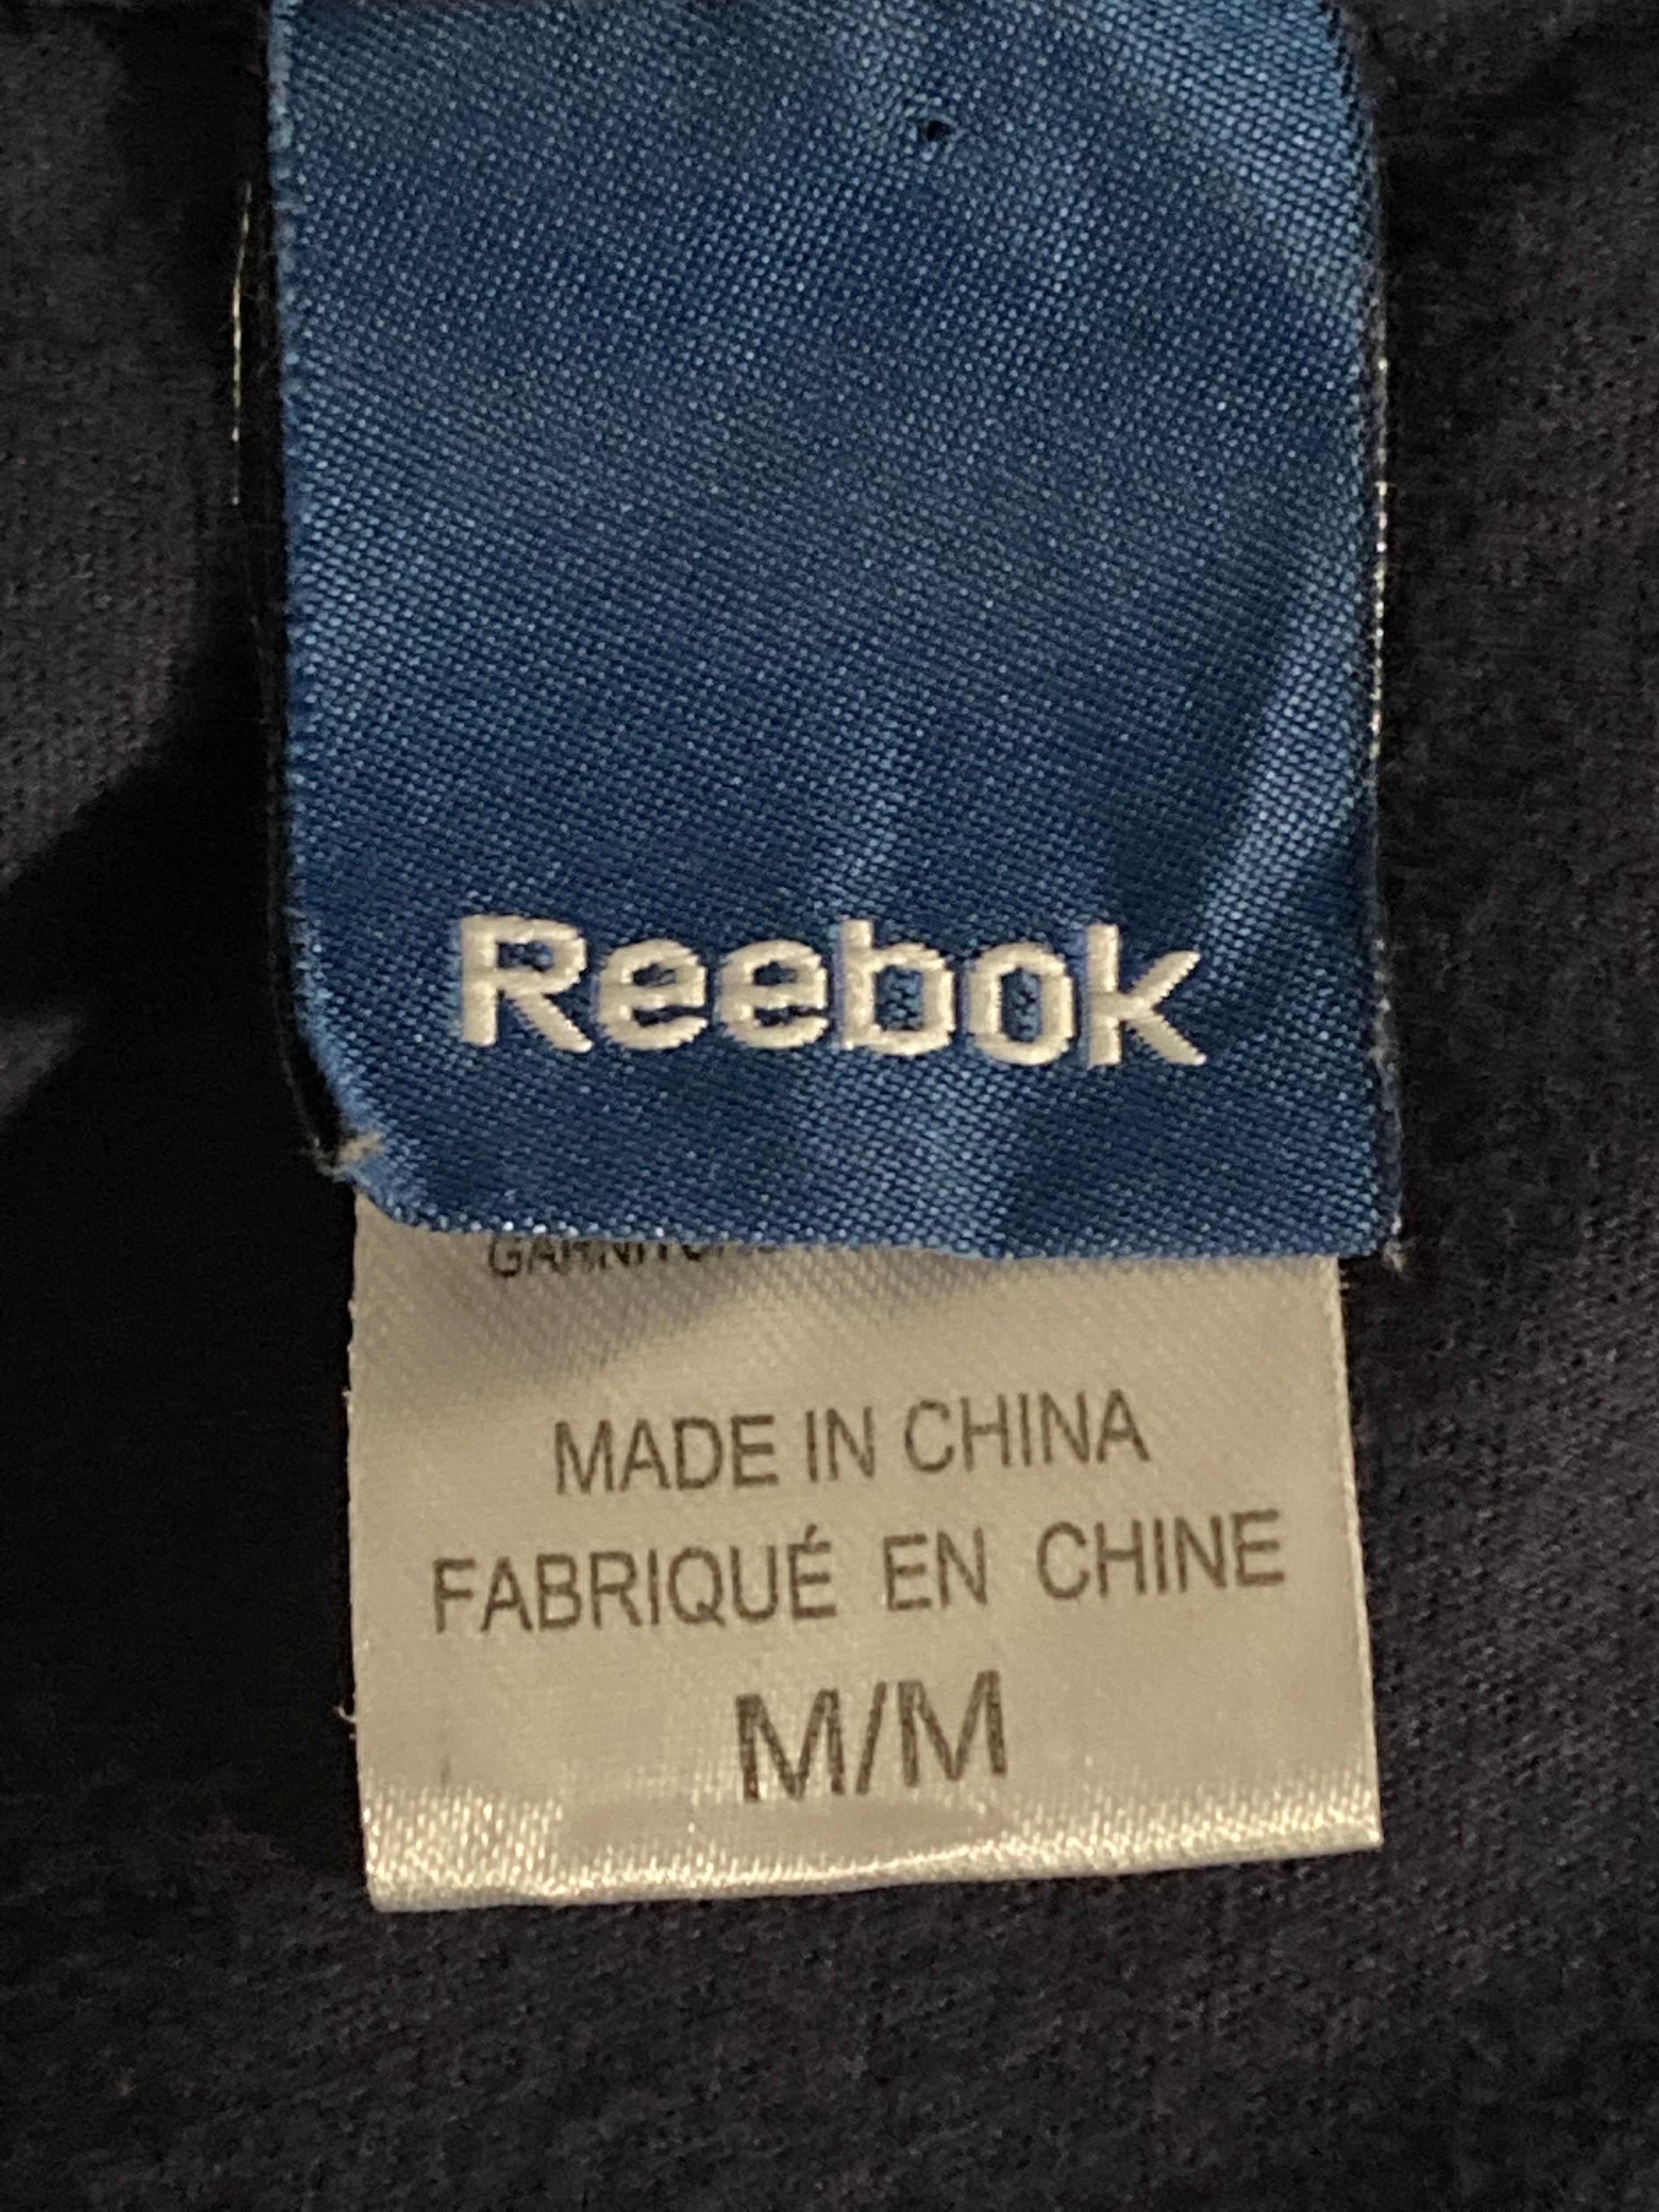 Reebok
MADE IN CHINA
FABRIQUÉ EN CHINE
M/M